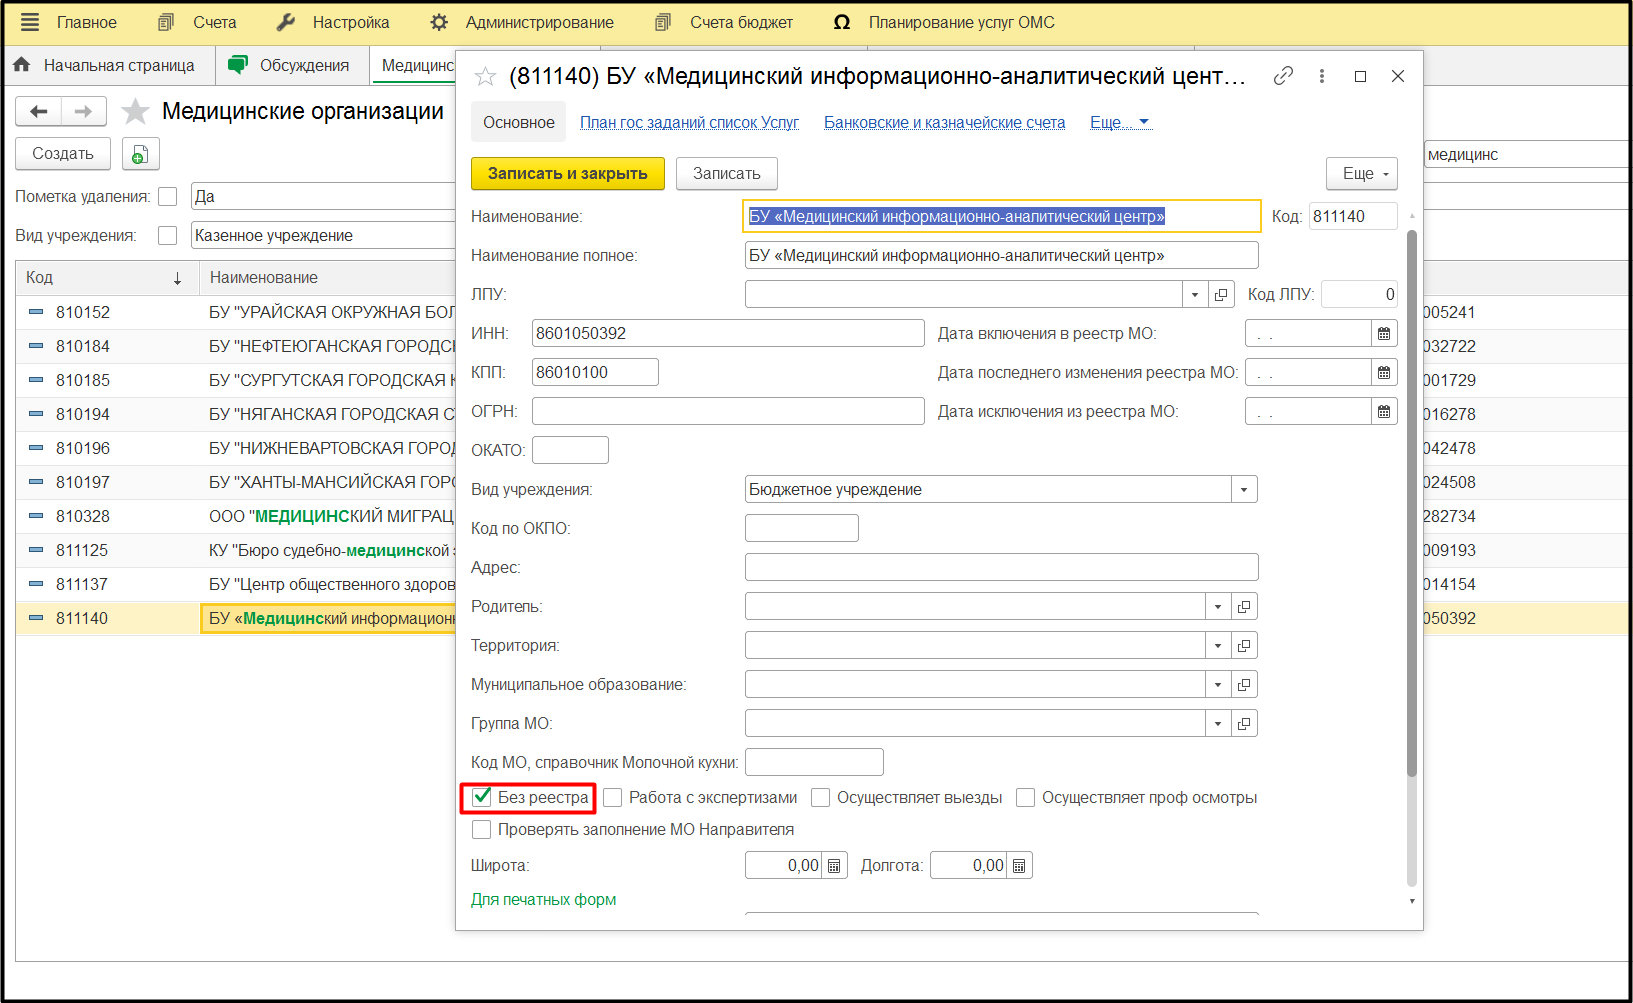 Главное Счета Настройка Администрирование Счета бюджет Планирование услуг ОМС
Начальная страница Обсуждения Медицинс
Медицинские организации
Создать
медицинс
Пометка удаления: Да
Вид учреждения: Казенное учреждение
Код Наименование
810152 БУ "УРАЙСКАЯ ОКРУЖНАЯ БОЛ 005241
810184 БУ "НЕФТЕЮГАНСКАЯ ГОРОДСК 032722
810185 БУ "СУРГУТСКАЯ ГОРОДСКАЯ К 001729
810194 БУ "НЯГАНСКАЯ ГОРОДСКАЯ СТ 016278
810196 БУ "НИЖНЕВАРТОВСКАЯ ГОРОД 042478
810197 БУ "ХАНТЫ-МАНСИЙСКАЯ ГОРО 024508
810328 ООО "МЕДИЦИНСКИЙ МИГРАЦ 282734
811125 КУ "Бюро судебно-медицинской э 009193
811137 БУ "Центр общественного здоров 014154
811140 БУ «Медицинский информационн 050392
(811140) БУ «Медицинский информационно-аналитический цент...
Основное План гос заданий список Услуг Банковские и казначейские счета Еще...
Записать и закрыть Записать Еще
Наименование: БУ «Медицинский информационно-аналитический центр» Код: 811140
Наименование полное: БУ «Медицинский информационно-аналитический центр»
ЛПУ: Код ЛПУ: 0
ИНН: 8601050392 Дата включения в реестр МО: . .
КПП: 86010100 Дата последнего изменения реестра МО: . .
ОГРН: Дата исключения из реестра МО: . .
ОКАТО:
Вид учреждения: Бюджетное учреждение
Код по ОКПО:
Адрес:
Родитель:
Территория:
Муниципальное образование:
Группа МО:
Код МО, справочник Молочной кухни:
Без реестра Работа с экспертизами Осуществляет выезды Осуществляет проф осмотры
Проверять заполнение МО Направителя
Широта: 0,00 Долгота: 0,00
Для печатных форм